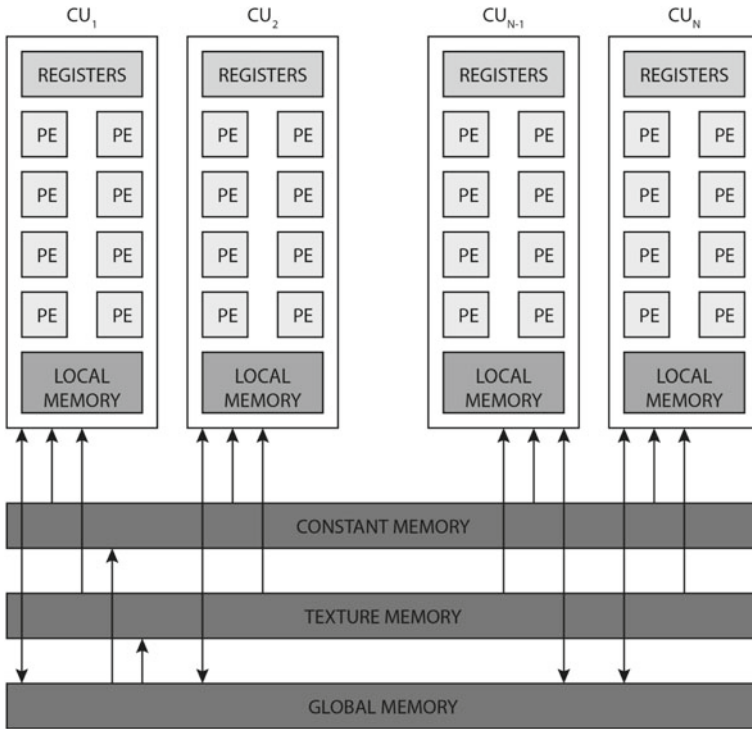 CU1 CU2 CUN-1 CUN
REGISTERS REGISTERS REGISTERS REGISTERS
PE PE PE PE PE PE PE PE
PE PE PE PE PE PE PE PE
PE PE PE PE PE PE PE PE
PE PE PE PE PE PE PE PE
LOCAL LOCAL LOCAL LOCAL
MEMORY MEMORY MEMORY MEMORY
CONSTANT MEMORY
TEXTURE MEMORY
GLOBAL MEMORY